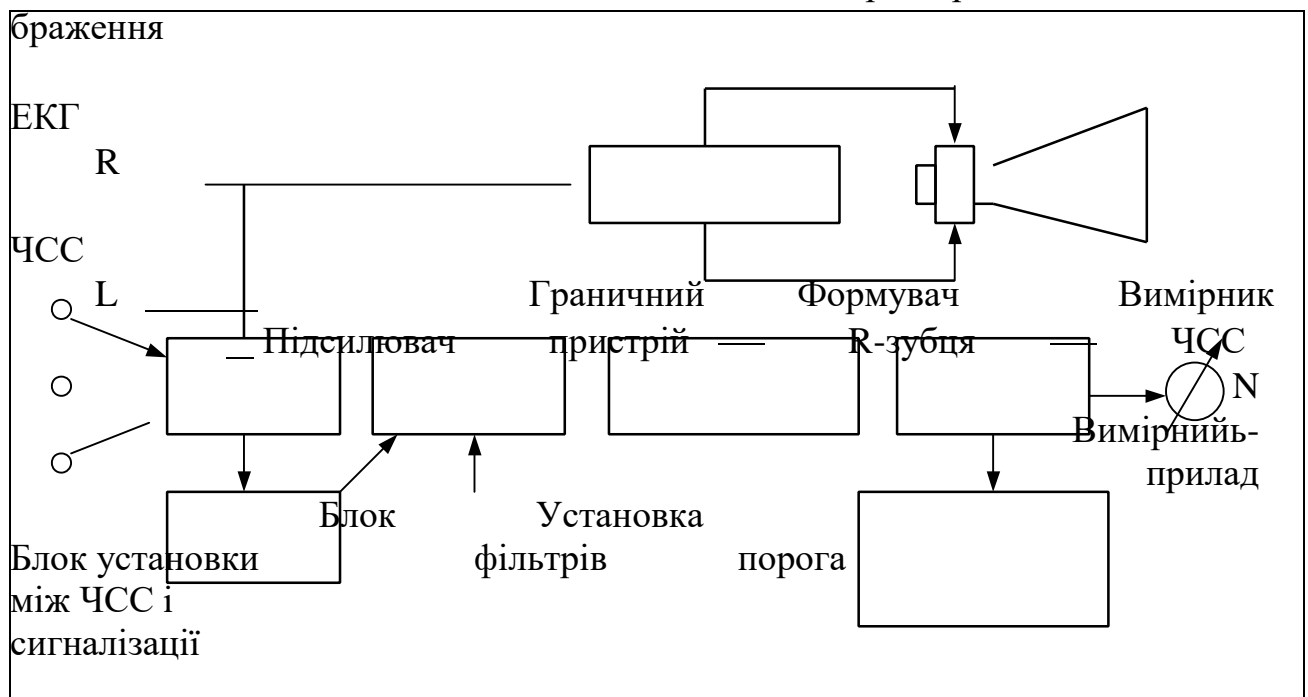 браження
ЕКГ
R
ЧСС
L Граничний Формувач Вимірник
Підсилювач пристрій R-зубця ЧСС
N
Вимірнийь-
прилад
Блок Установка
Блок установки фільтрів порога
між ЧСС і
сигналізації